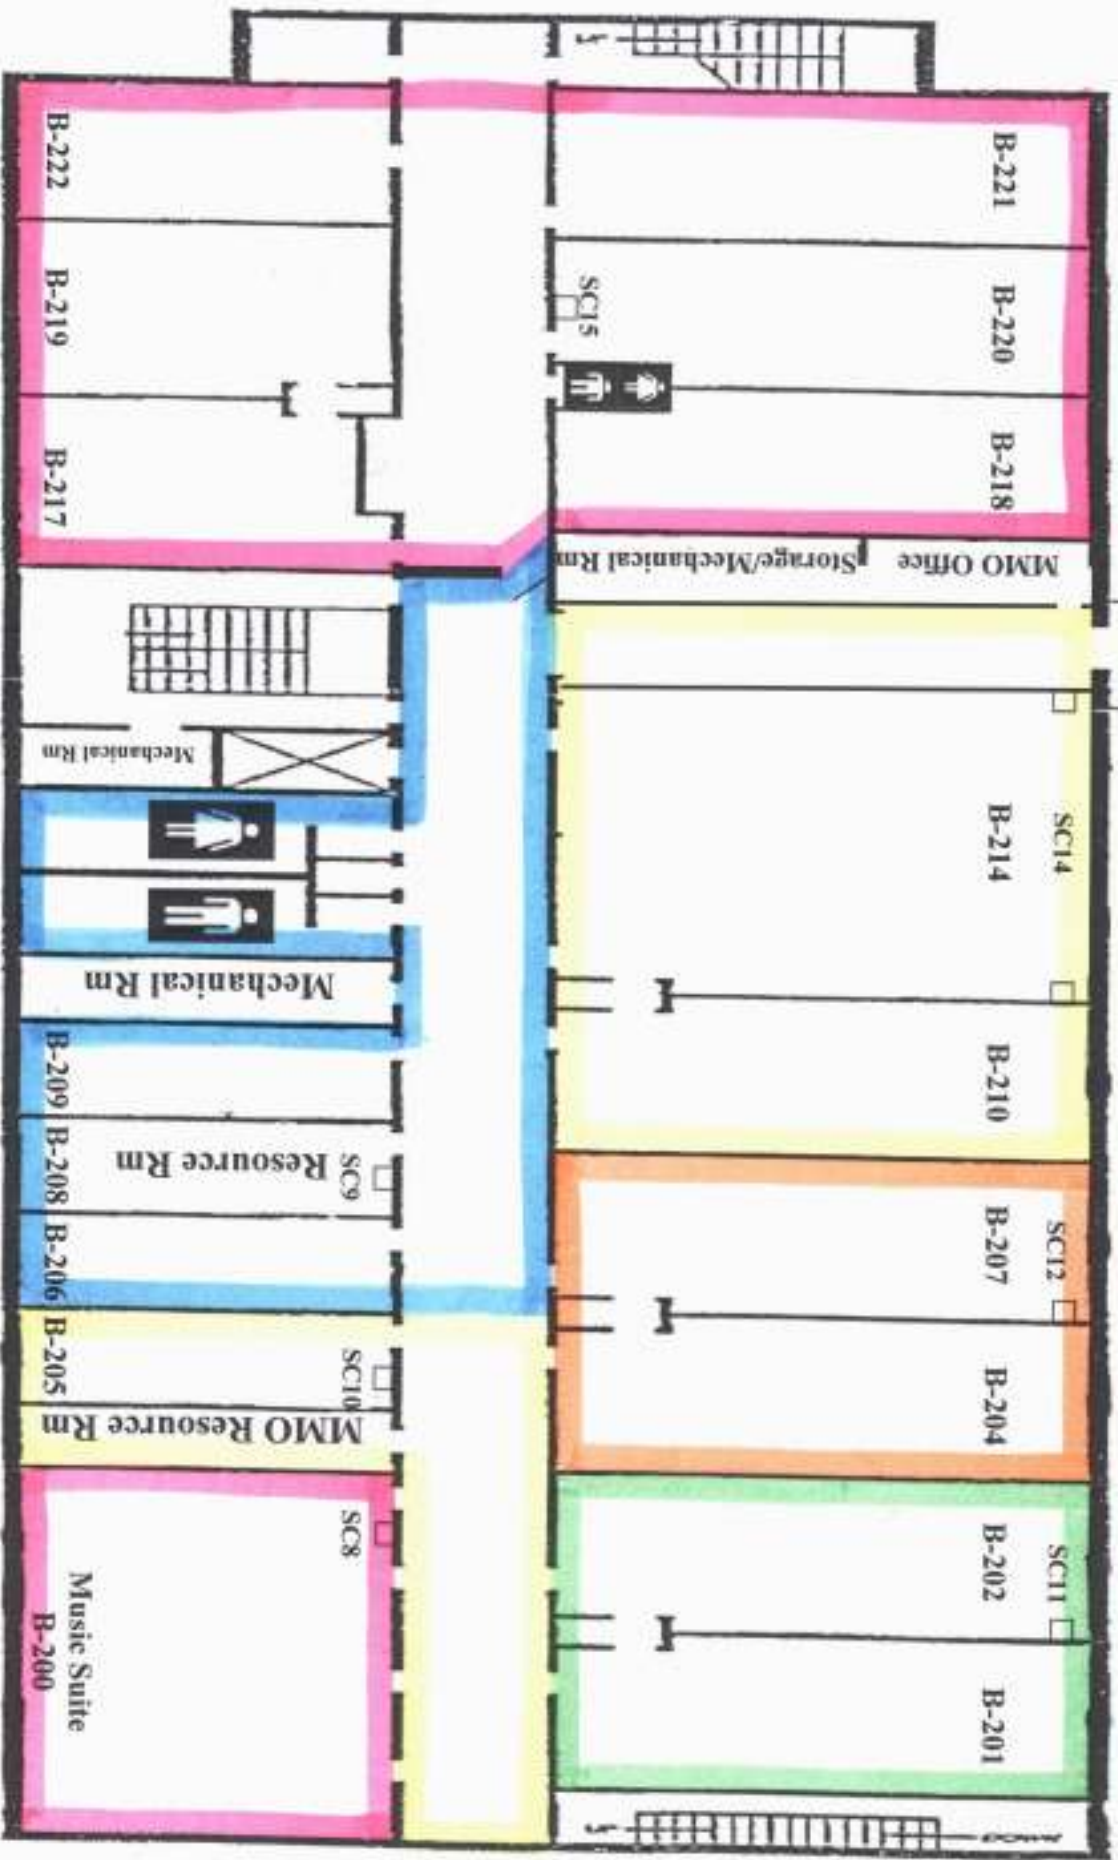 B-222
B-221
B-219
SC15
B-220
B-217
B-218
Storage/Mechanical Rm
MMO Office
Mechanical Rm
SC14
B-214
Mechanical Rm
B-209
B-210
B-208
Resource Rm
SC9
B-206
B-207
SC12
B-205
SC10
MMO Resource Rm
B-204
SC8
Music Suite
B-200
B-202
SC11
B-201
DOWN